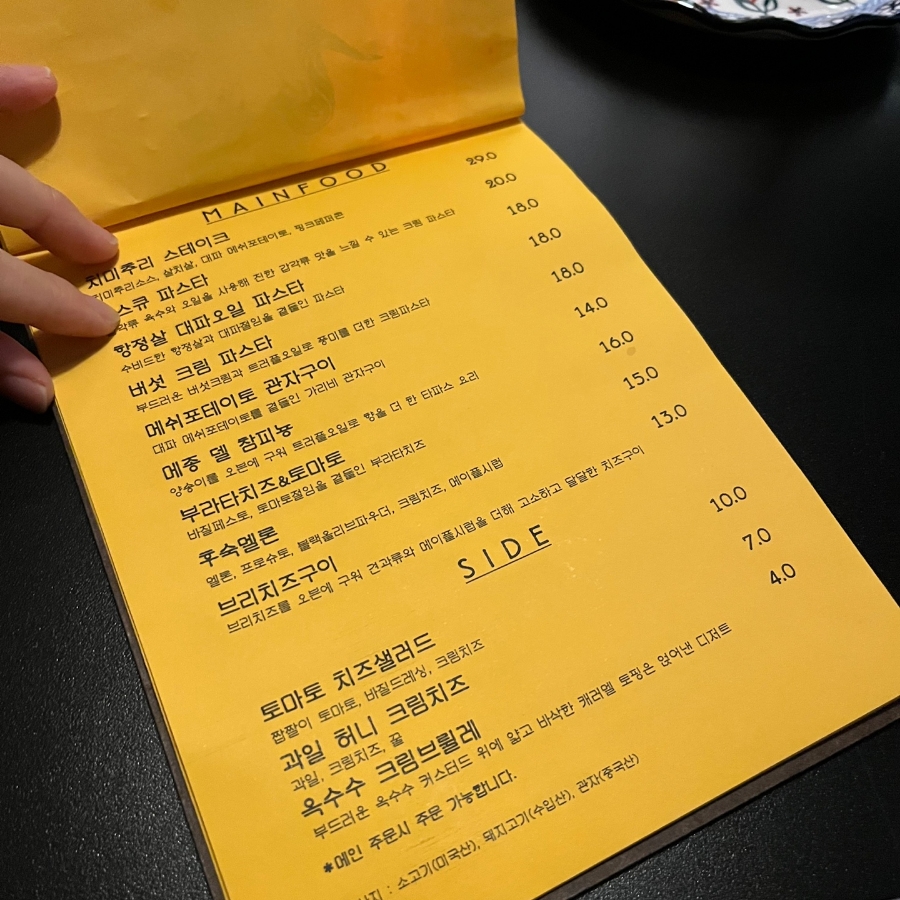 MAINFOOD
치미추리 스테이크 29.0
치미추리소스, 살치살, 대파 메쉬포테이토, 핑크페퍼콘
스큐 파스타 20.0
각류 육수와 오일을 사용해 진한 갑각류 맛을 느낄 수 있는 크림 파스타
항정살 대파오일 파스타 18.0
수비드한 항정살과 대파절임을 곁들인 파스타
버섯 크림 파스타 18.0
부드러운 버섯크림과 트러플오일로 풍미를 더한 크림파스타
메쉬포테이토 관자구이 18.0
대파 메쉬포테이토를 곁들인 가리비 관자구이
메종 델 참피뇽 14.0
양송이를 오븐에 구워 트러플오일로 향을 더 한 타파스 요리
부라타치즈&토마토 16.0
바질페스토, 토마토절임을 곁들인 부라타치즈
후숙멜론 15.0
멜론, 프로슈토, 블랙올리브파우더, 크림치즈, 메이플시럽
브리치즈구이 13.0
브리치즈를 오븐에 구워 견과류와 메이플시럽을 더해 고소하고 달달한 치즈구이
SIDE
토마토 치즈샐러드 10.0
짭짤이 토마토, 바질드레싱, 크림치즈
과일 허니 크림치즈 7.0
과일, 크림치즈, 꿀
옥수수 크림브륄레 4.0
부드러운 옥수수 커스터드 위에 얇고 바삭한 캐러멜 토핑은 얹어낸 디저트
*메인 주문시 주문 가능합니다.
: 소고기(미국산), 돼지고기(수입산), 관자(중국산)